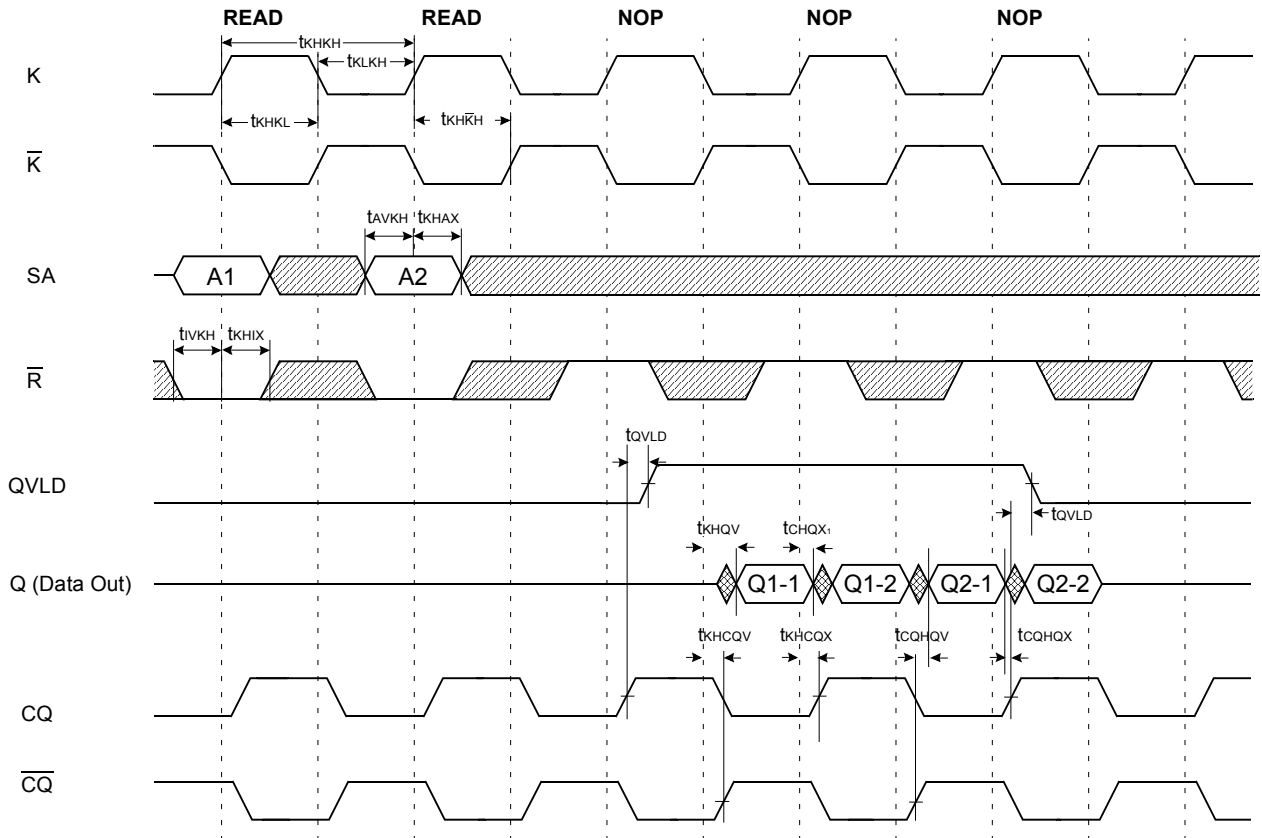 READ READ NOP NOP NOP
tKHKH
K tKLKH
tKHKL tKHK̅H
K̅
tAVKH tKHAX
SA A1 A2
tIVKH tKHIX
R̅
tQVLD
QVLD
tQVLD
tKHQV tCHQX1
Q (Data Out) Q1-1 Q1-2 Q2-1 Q2-2
tKHCQV tKHCQX tCQHQV tCQHQX
CQ
C̅Q̅